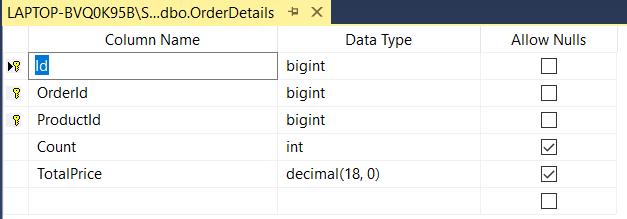 LAPTOP-BVQ0K95B\S...dbo.OrderDetails
Column Name Data Type Allow Nulls
Id bigint
OrderId bigint
ProductId bigint
Count int
TotalPrice decimal(18, 0)